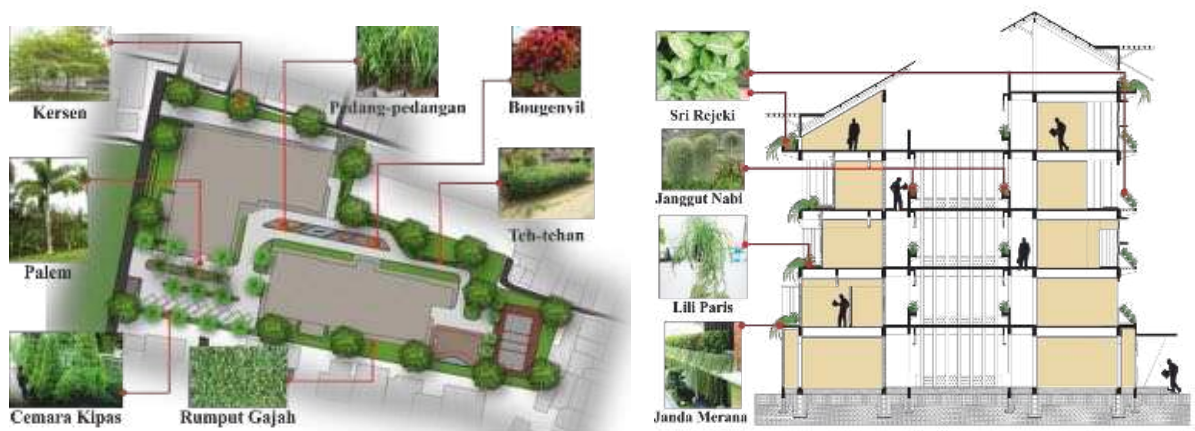 Kersen
Pedang-pedangan
Bougenvil
Palem
Teh-tehan
Cemara Kipas
Rumput Gajah
Sri Rejeki
Janggut Nabi
Lili Paris
Janda Merana